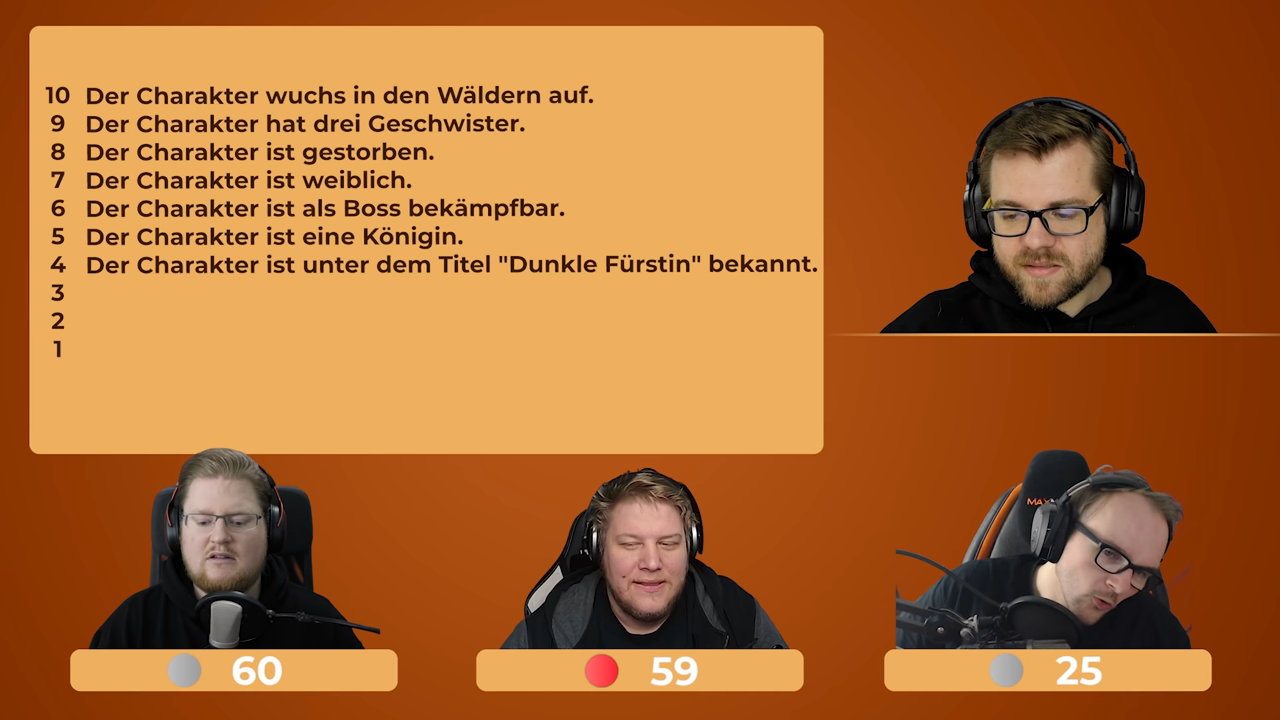 10 Der Charakter wuchs in den Wäldern auf.
9 Der Charakter hat drei Geschwister.
8 Der Charakter ist gestorben.
7 Der Charakter ist weiblich.
6 Der Charakter ist als Boss bekämpfbar.
5 Der Charakter ist eine Königin.
4 Der Charakter ist unter dem Titel "Dunkle Fürstin" bekannt.
3
2
1
60
59
25